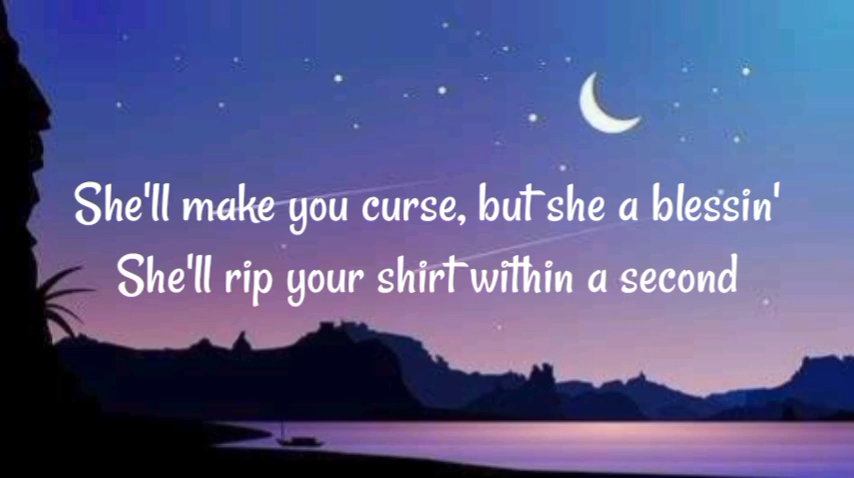 She'll make you curse, but she a blessin'
She'll rip your shirt within a second